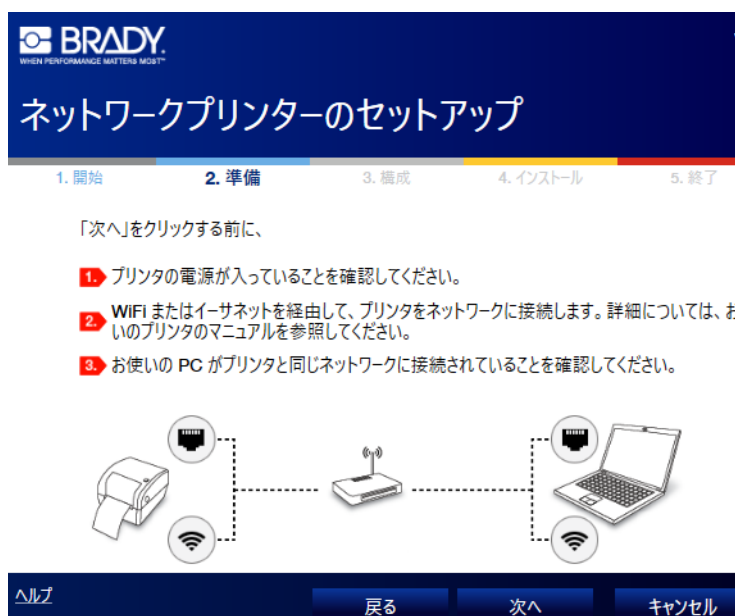 BRADY.
WHEN PERFORMANCE MATTERS MOST™
ネットワークプリンターのセットアップ
1. 開始
2. 準備
3. 構成
4. インストール
5. 終了
「次へ」をクリックする前に、
1. プリンタの電源が入っていることを確認してください。
2. WiFi またはイーサネットを経由して、プリンタをネットワークに接続します。詳細については、お
いのプリンタのマニュアルを参照してください。
3. お使いの PC がプリンタと同じネットワークに接続されていることを確認してください。
ヘルプ
戻る
次へ
キャンセル